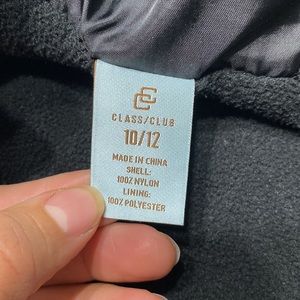 CLASS/CLUB
10/12
MADE IN CHINA
SHELL:
100% NYLON
LINING:
100% POLYESTER